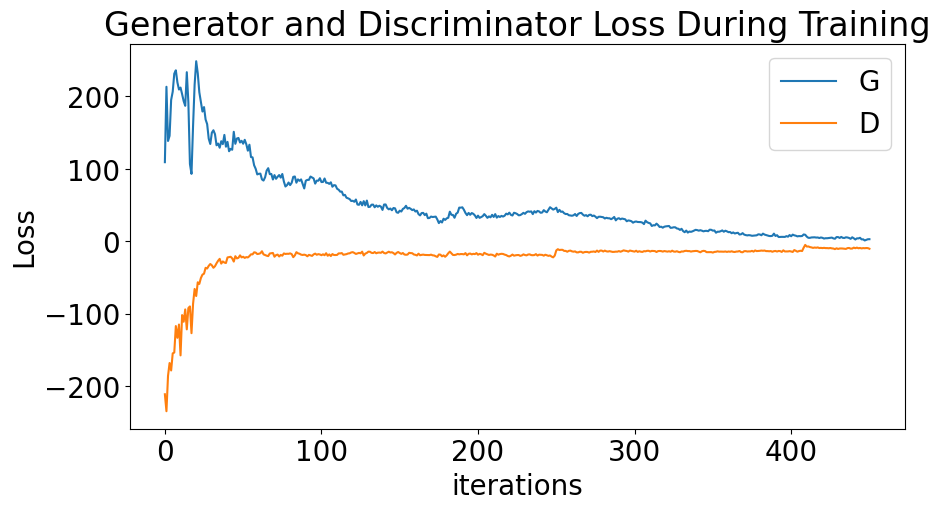 Generator and Discriminator Loss During Training
G
D
200
100
0
−100
−200
Loss
0
100
200
300
400
iterations